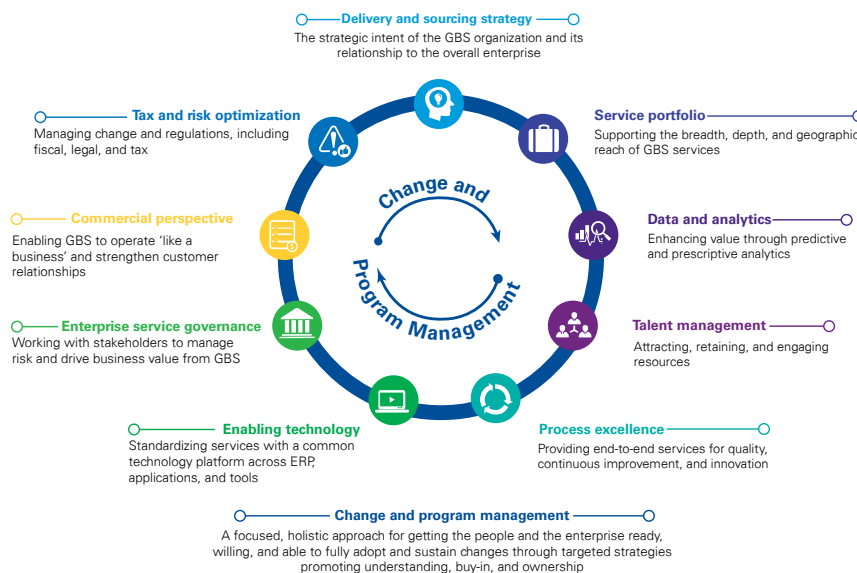 Delivery and sourcing strategy
The strategic intent of the GBS organization and its
relationship to the overall enterprise
Tax and risk optimization
Managing change and regulations, including
fiscal, legal, and tax
Service portfolio
Supporting the breadth, depth, and geographic
reach of GBS services
Commercial perspective
Enabling GBS to operate ‘like a
business’ and strengthen customer
relationships
Data and analytics
Enhancing value through predictive
and prescriptive analytics
Change and
Program Management
Enterprise service governance
Working with stakeholders to manage
risk and drive business value from GBS
Talent management
Attracting, retaining, and engaging
resources
Enabling technology
Standardizing services with a common
technology platform across ERP,
applications, and tools
Process excellence
Providing end-to-end services for quality,
continuous improvement, and innovation
Change and program management
A focused, holistic approach for getting the people and the enterprise ready,
willing, and able to fully adopt and sustain changes through targeted strategies
promoting understanding, buy-in, and ownership